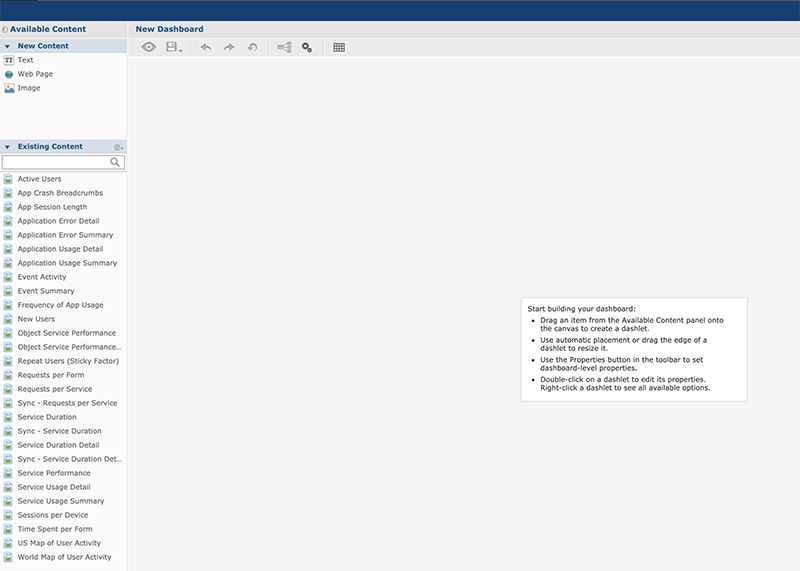 Available Content
New Content
Text
Web Page
Image
Existing Content
Active Users
App Crash Breadcrumbs
App Session Length
Application Error Detail
Application Error Summary
Application Usage Detail
Application Usage Summary
Event Activity
Event Summary
Frequency of App Usage
New Users
Object Service Performance
Object Service Performance...
Repeat Users (Sticky Factor)
Requests per Form
Requests per Service
Sync - Requests per Service
Service Duration
Sync - Service Duration
Service Duration Detail
Sync - Service Duration Det...
Service Performance
Service Usage Detail
Service Usage Summary
Sessions per Device
Time Spent per Form
US Map of User Activity
World Map of User Activity
New Dashboard
Start building your dashboard:
• Drag an item from the Available Content panel onto
the canvas to create a dashlet.
• Use automatic placement or drag the edge of a
dashlet to resize it.
• Use the Properties button in the toolbar to set
dashboard-level properties.
• Double-click on a dashlet to edit its properties.
Right-click a dashlet to see all available options.